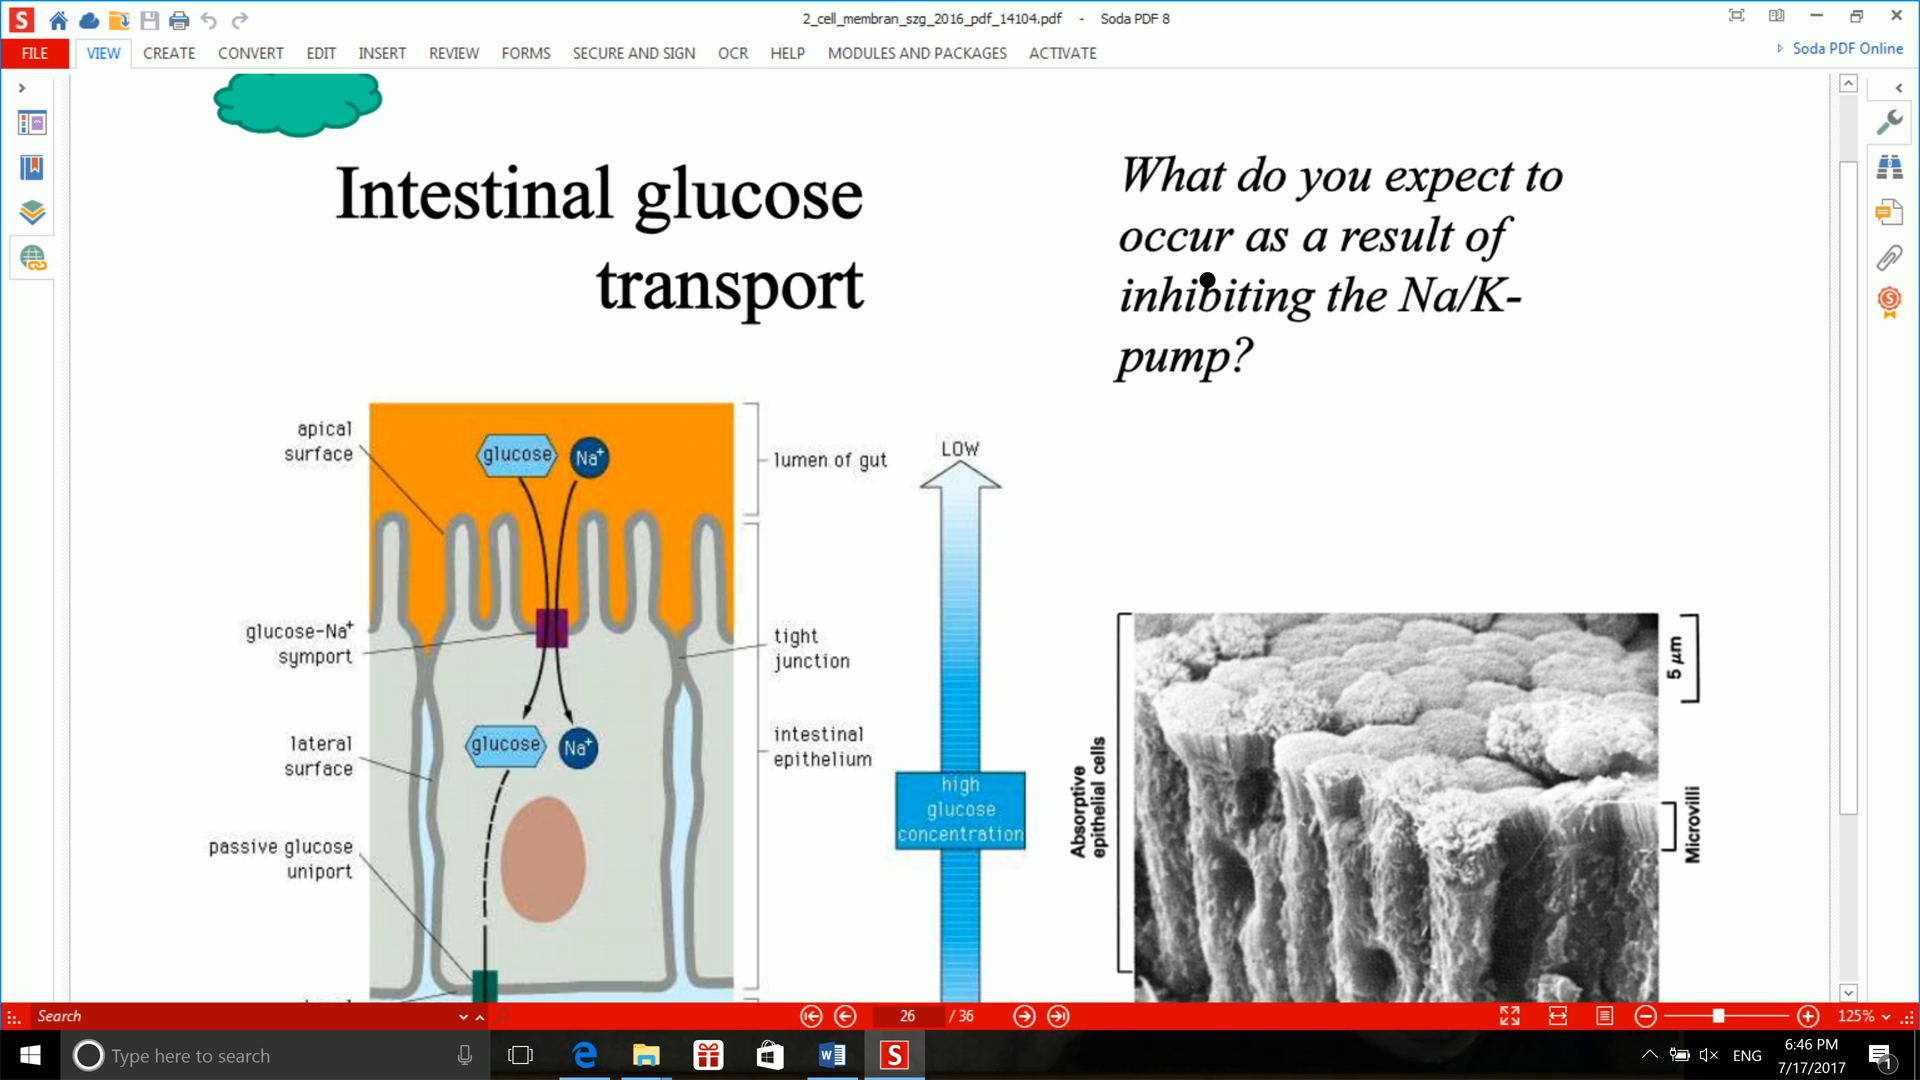 2_cell_membran_szg_2016_pdf_14104.pdf - Soda PDF 8
FILE VIEW CREATE CONVERT EDIT INSERT REVIEW FORMS SECURE AND SIGN OCR HELP MODULES AND PACKAGES ACTIVATE
Soda PDF Online
Intestinal glucose
transport
What do you expect to
occur as a result of
inhibiting the Na/K-
pump?
apical
surface
glucose
Na+
lumen of gut
LOW
glucose-Na+
symport
tight
junction
lateral
surface
glucose
Na+
intestinal
epithelium
high
glucose
concentration
passive glucose
uniport
Absorptive
epithelial cells
5 µm
Microvilli
Search
26 / 36
125%
Type here to search
ENG
6:46 PM
7/17/2017
1